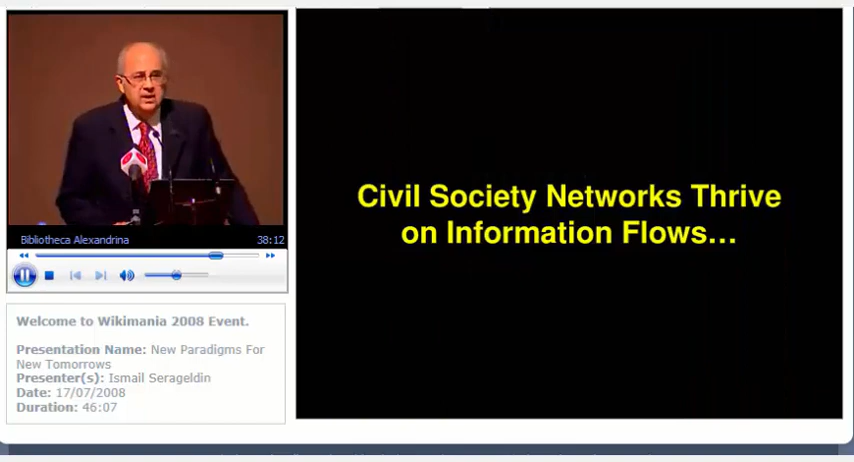 Bibliotheca Alexandrina 38:12
Welcome to Wikimania 2008 Event.
Presentation Name: New Paradigms For
New Tomorrows
Presenter(s): Ismail Serageldin
Date: 17/07/2008
Duration: 46:07
Civil Society Networks Thrive
on Information Flows...